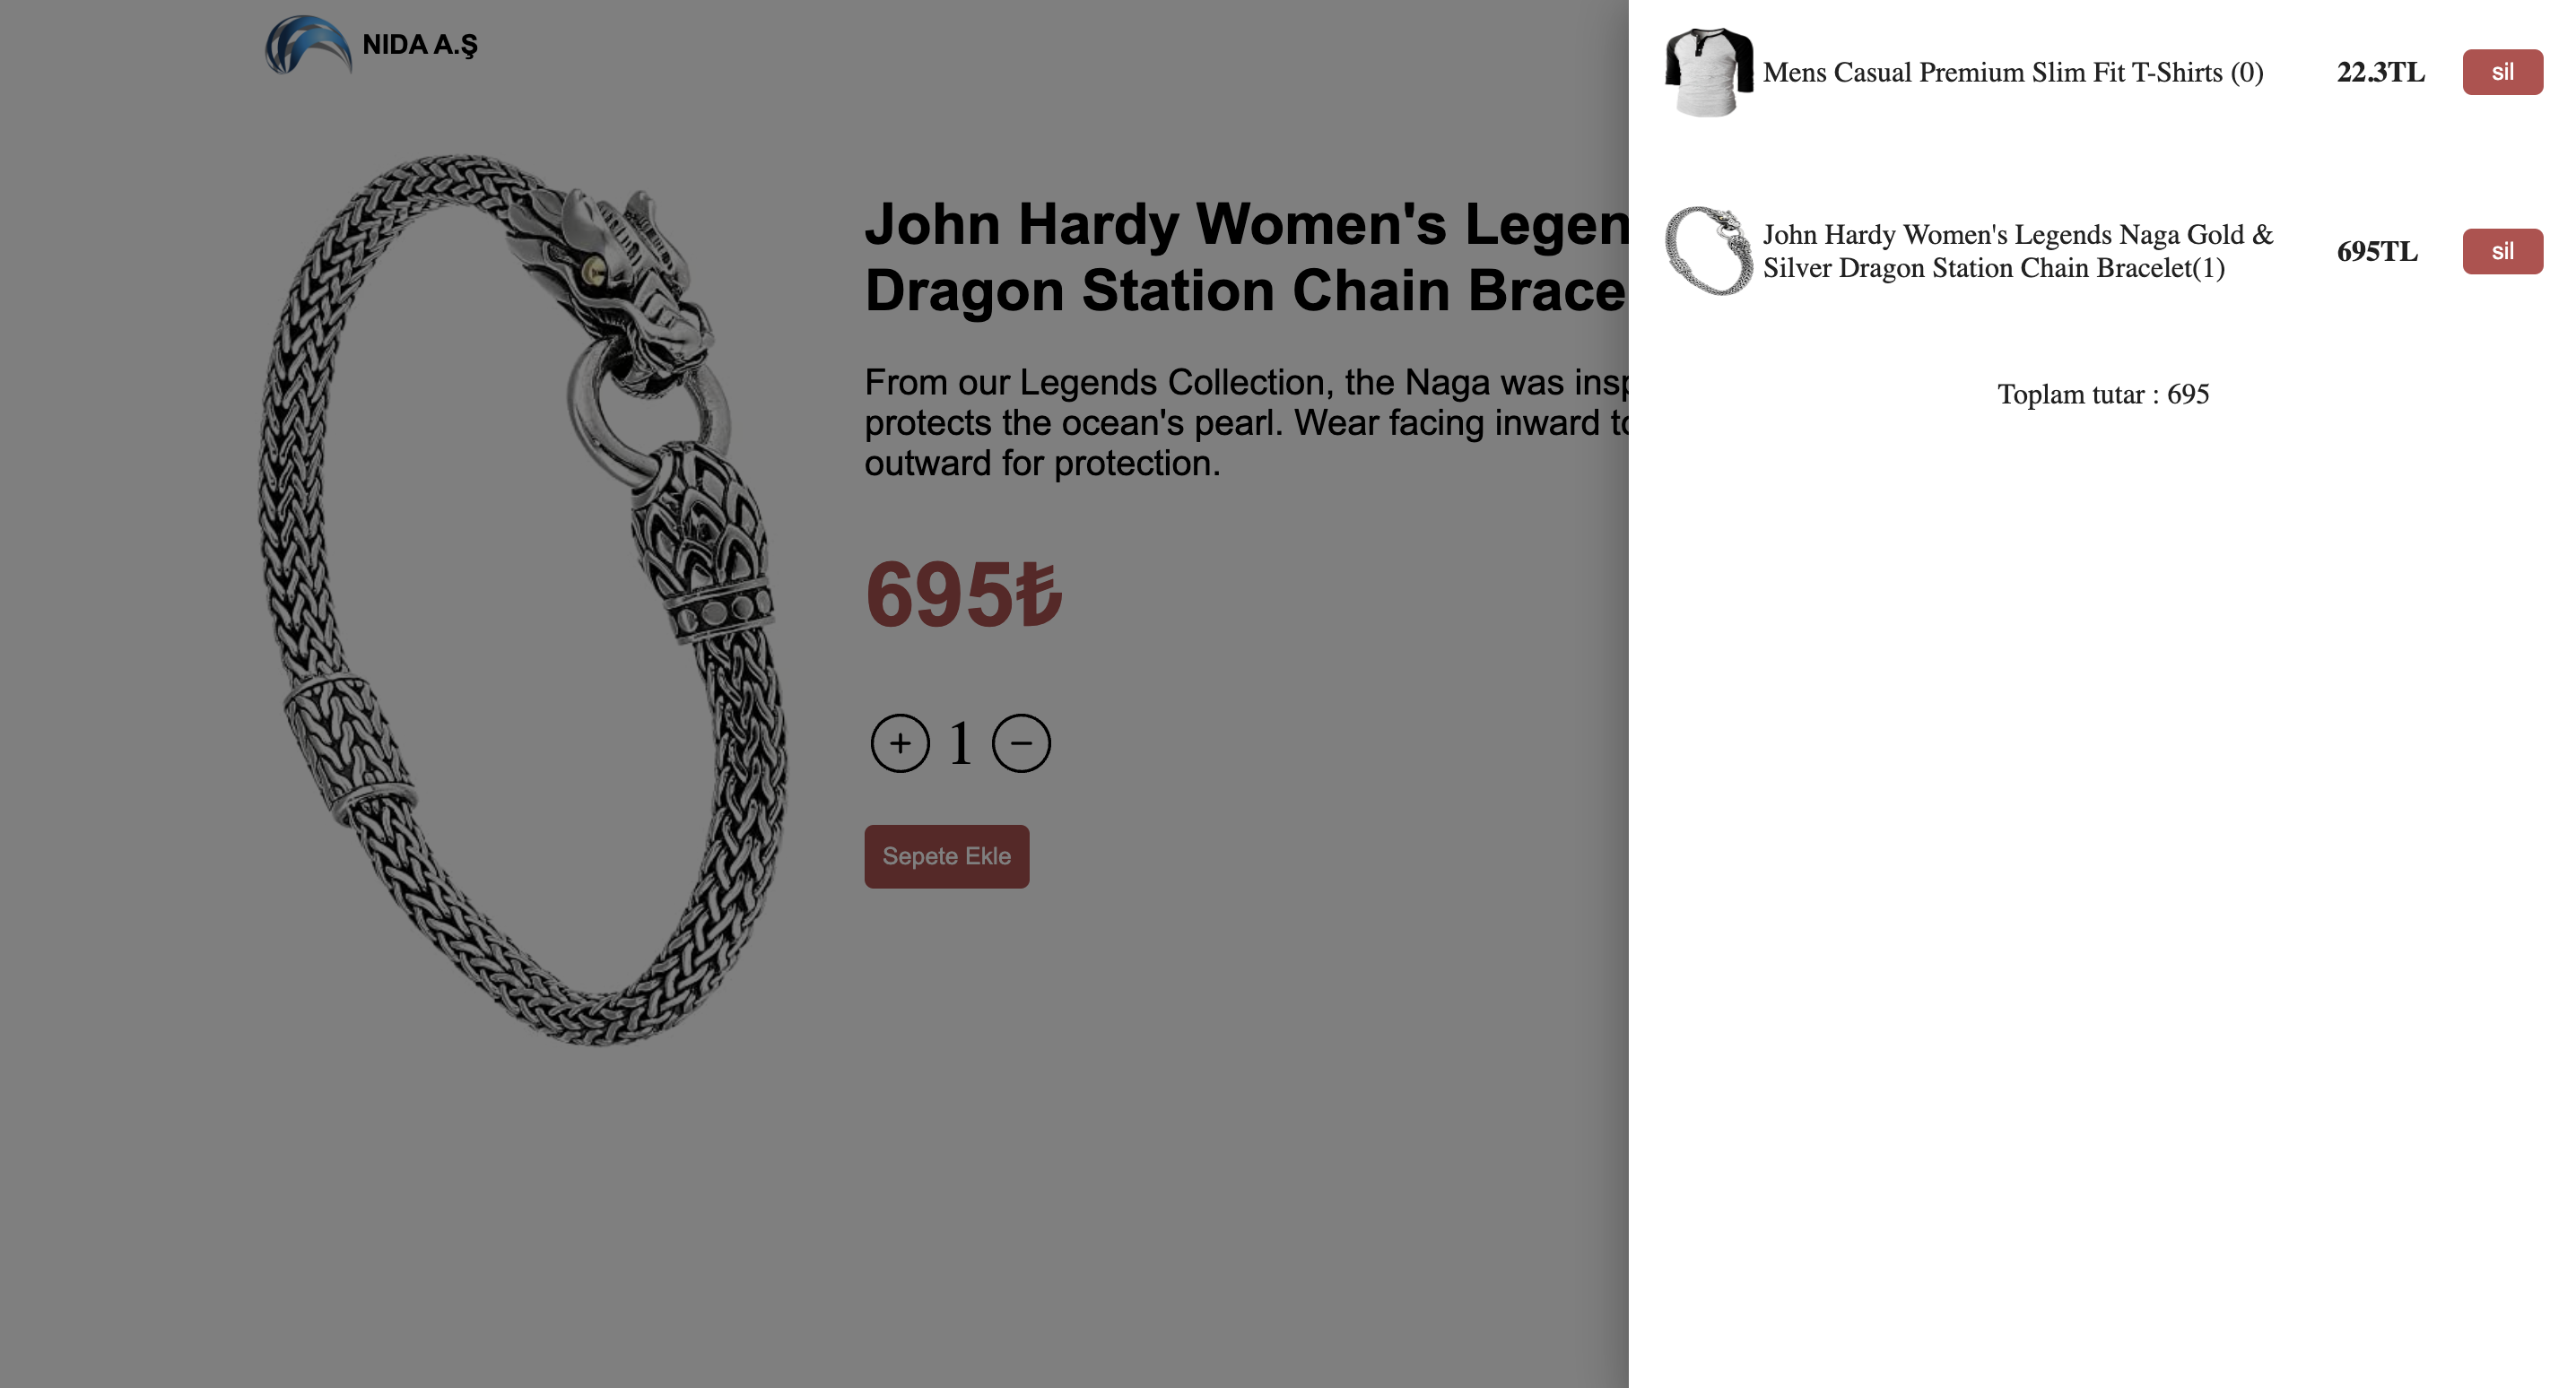 NIDA A.Ş
John Hardy Women's Legen
Dragon Station Chain Brace
From our Legends Collection, the Naga was insp
protects the ocean's pearl. Wear facing inward to
outward for protection.
695₺
+ 1 −
Sepete Ekle
Mens Casual Premium Slim Fit T-Shirts (0)
22.3TL
sil
John Hardy Women's Legends Naga Gold &
Silver Dragon Station Chain Bracelet(1)
695TL
sil
Toplam tutar : 695